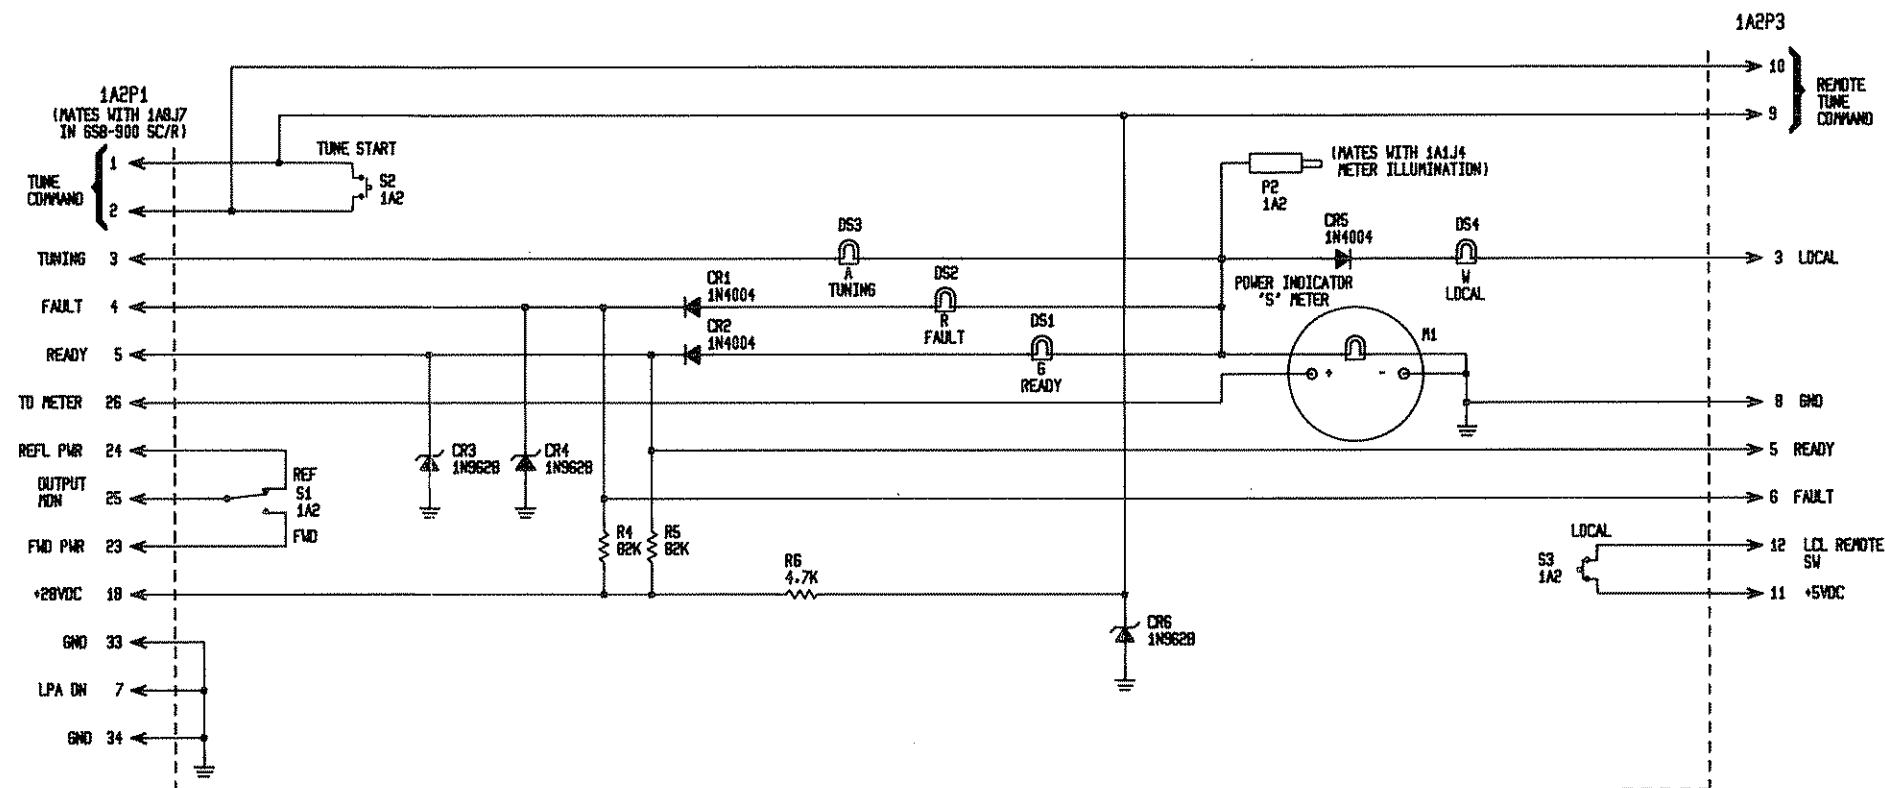 1A2P3
10
REMOTE
TUNE
COMMAND
9
1A2P1
(MATES WITH 1A8J7
IN GSB-900 SC/R)
TUNE
COMMAND
1
2
TUNE START
S2
1A2
(MATES WITH 1A1J4
METER ILLUMINATION)
P2
1A2
TUNING 3
DS3
A
TUNING
CR5
1N4004
DS4
W
LOCAL
3 LOCAL
FAULT 4
CR1
1N4004
DS2
R
FAULT
POWER INDICATOR
"S" METER
READY 5
CR2
1N4004
DS1
G
READY
M1
+ -
TO METER 26
8 GND
REFL PWR 24
CR3
1N962B
CR4
1N962B
5 READY
OUTPUT
MON 25
REF
S1
1A2
FWD
6 FAULT
FWD PWR 23
R4
82K
R5
82K
LOCAL
S3
1A2
12 LCL REMOTE
SW
+28VDC 18
R6
4.7K
11 +5VDC
CR6
1N962B
GND 33
LPA ON 7
GND 34